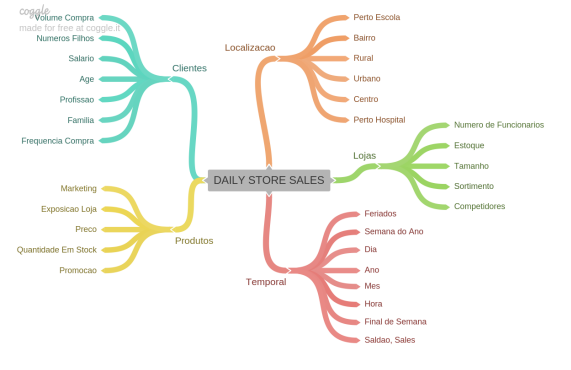 coggle
made for free at coggle.it
Volume Compra
Numeros Filhos
Salario
Age
Profissao
Familia
Frequencia Compra
Clientes
Marketing
Exposicao Loja
Preco
Quantidade Em Stock
Promocao
Produtos
DAILY STORE SALES
Localizacao
Perto Escola
Bairro
Rural
Urbano
Centro
Perto Hospital
Lojas
Numero de Funcionarios
Estoque
Tamanho
Sortimento
Competidores
Temporal
Feriados
Semana do Ano
Dia
Ano
Mes
Hora
Final de Semana
Saldao, Sales